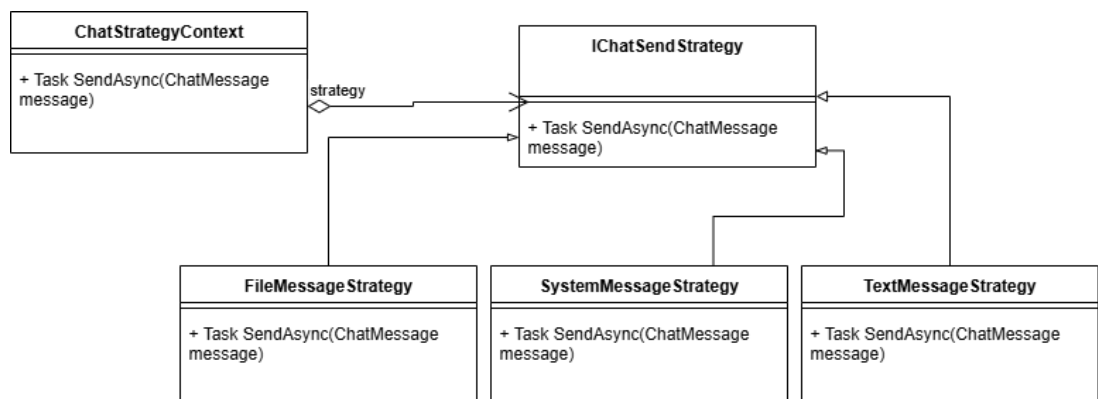 ChatStrategyContext
+ Task SendAsync(ChatMessage
message)
strategy
IChatSendStrategy
+ Task SendAsync(ChatMessage
message)
FileMessageStrategy
+ Task SendAsync(ChatMessage
message)
SystemMessageStrategy
+ Task SendAsync(ChatMessage
message)
TextMessageStrategy
+ Task SendAsync(ChatMessage
message)